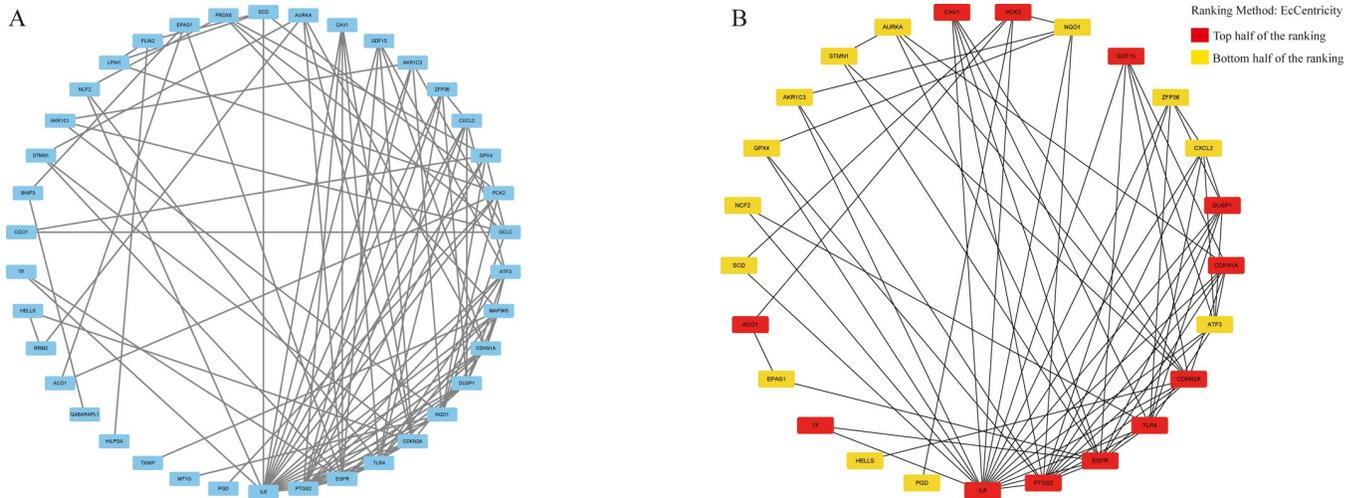 A
SCD
PRDX6
AURKA
EPAS1
CAV1
PLIN2
GDF15
LPIN1
AKR1C3
NCF2
ZFP36
AKR1C1
CXCL2
STMN1
GPX4
BNIP3
PCK2
CDO1
GCLC
TF
ATF3
HELLS
MAP3K5
RRM2
CDKN1A
ACO1
DUSP1
GABARAPL1
NQO1
HILPDA
CDKN2A
TXNIP
TLR4
MT1G
EGFR
PGD
IL6
PTGS2
B
Ranking Method: EcCentricity
Top half of the ranking
Bottom half of the ranking
CAV1
PCK2
AURKA
NQO1
STMN1
GDF15
AKR1C3
ZFP36
GPX4
CXCL2
NCF2
DUSP1
SCD
CDKN1A
ACO1
ATF3
EPAS1
CDKN2A
TF
TLR4
HELLS
EGFR
PGD
IL6
PTGS2